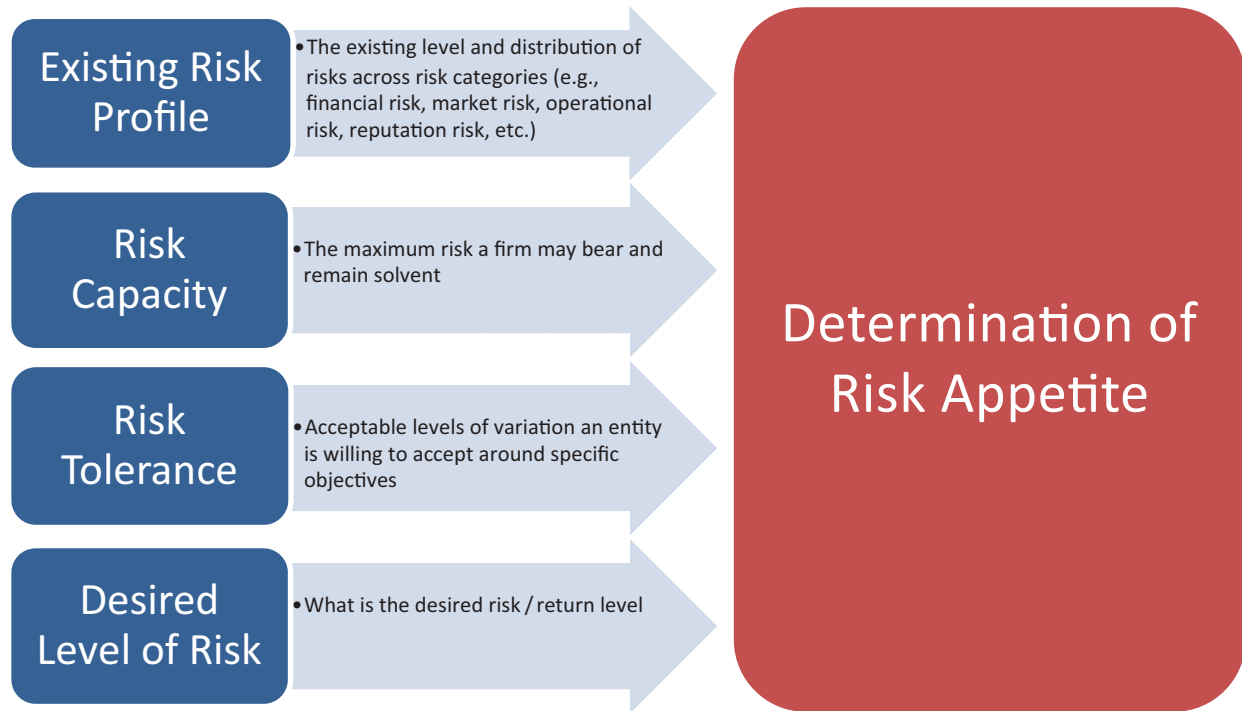 Existing Risk
Profile
•The existing level and distribution of
risks across risk categories (e.g.,
financial risk, market risk, operational
risk, reputation risk, etc.)
Risk
Capacity
•The maximum risk a firm may bear and
remain solvent
Risk
Tolerance
•Acceptable levels of variation an entity
is willing to accept around specific
objectives
Desired
Level of Risk
•What is the desired risk / return level
Determination of
Risk Appetite